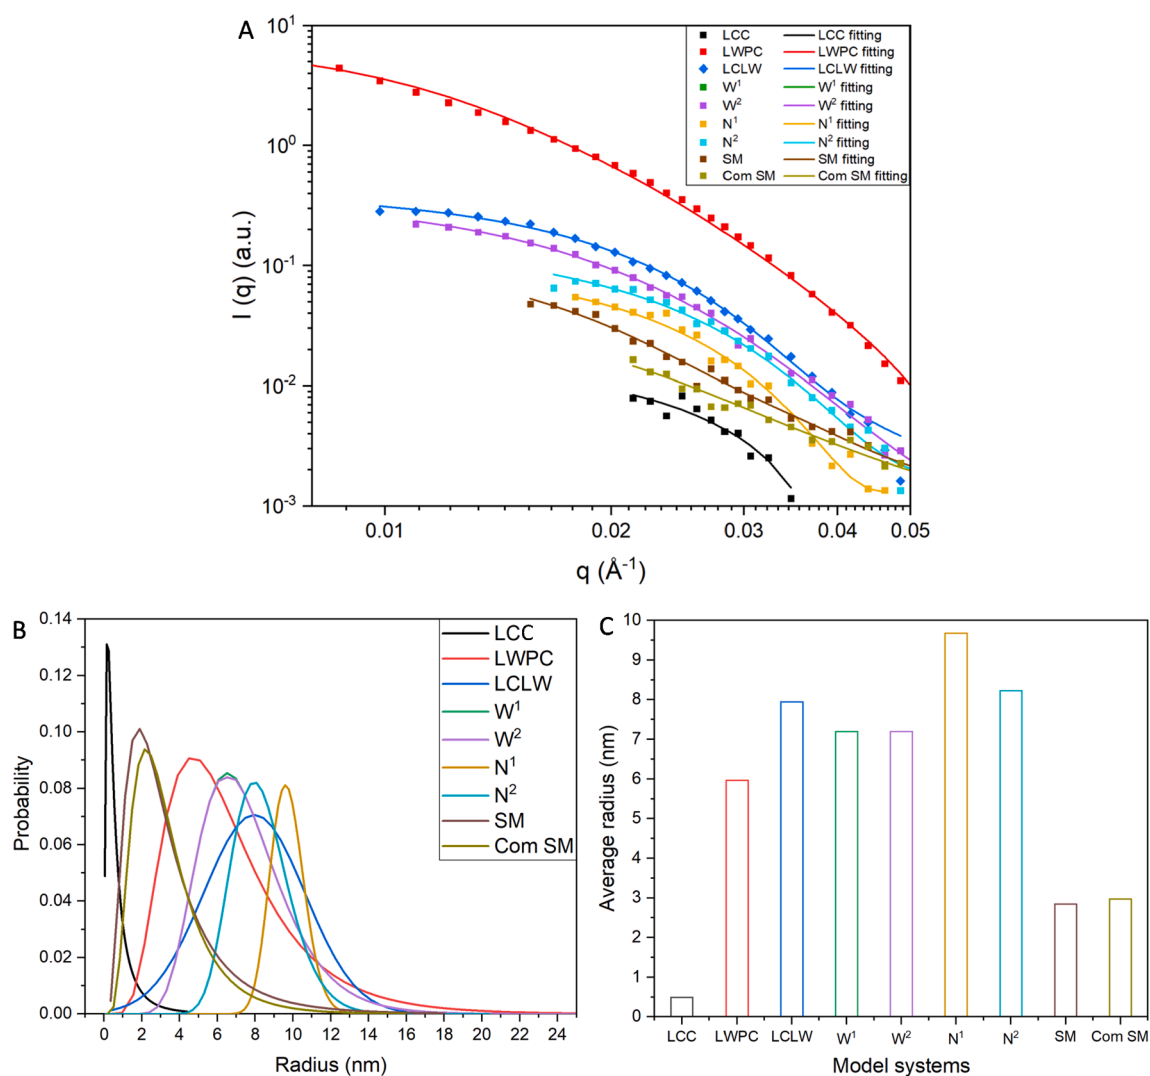 A
I (q) (a.u.)
10¹
10⁰
10⁻¹
10⁻²
10⁻³
LCC LCC fitting
LWPC LWPC fitting
LCLW LCLW fitting
W¹ W¹ fitting
W² W² fitting
N¹ N¹ fitting
N² N² fitting
SM SM fitting
Com SM Com SM fitting
0.01 0.02 0.03 0.04 0.05
q (Å⁻¹)
B
Probability
0.14
0.12
0.10
0.08
0.06
0.04
0.02
0.00
LCC
LWPC
LCLW
W¹
W²
N¹
N²
SM
Com SM
0 2 4 6 8 10 12 14 16 18 20 22 24
Radius (nm)
C
Average radius (nm)
10
9
8
7
6
5
4
3
2
1
0
LCC LWPC LCLW W¹ W² N¹ N² SM Com SM
Model systems